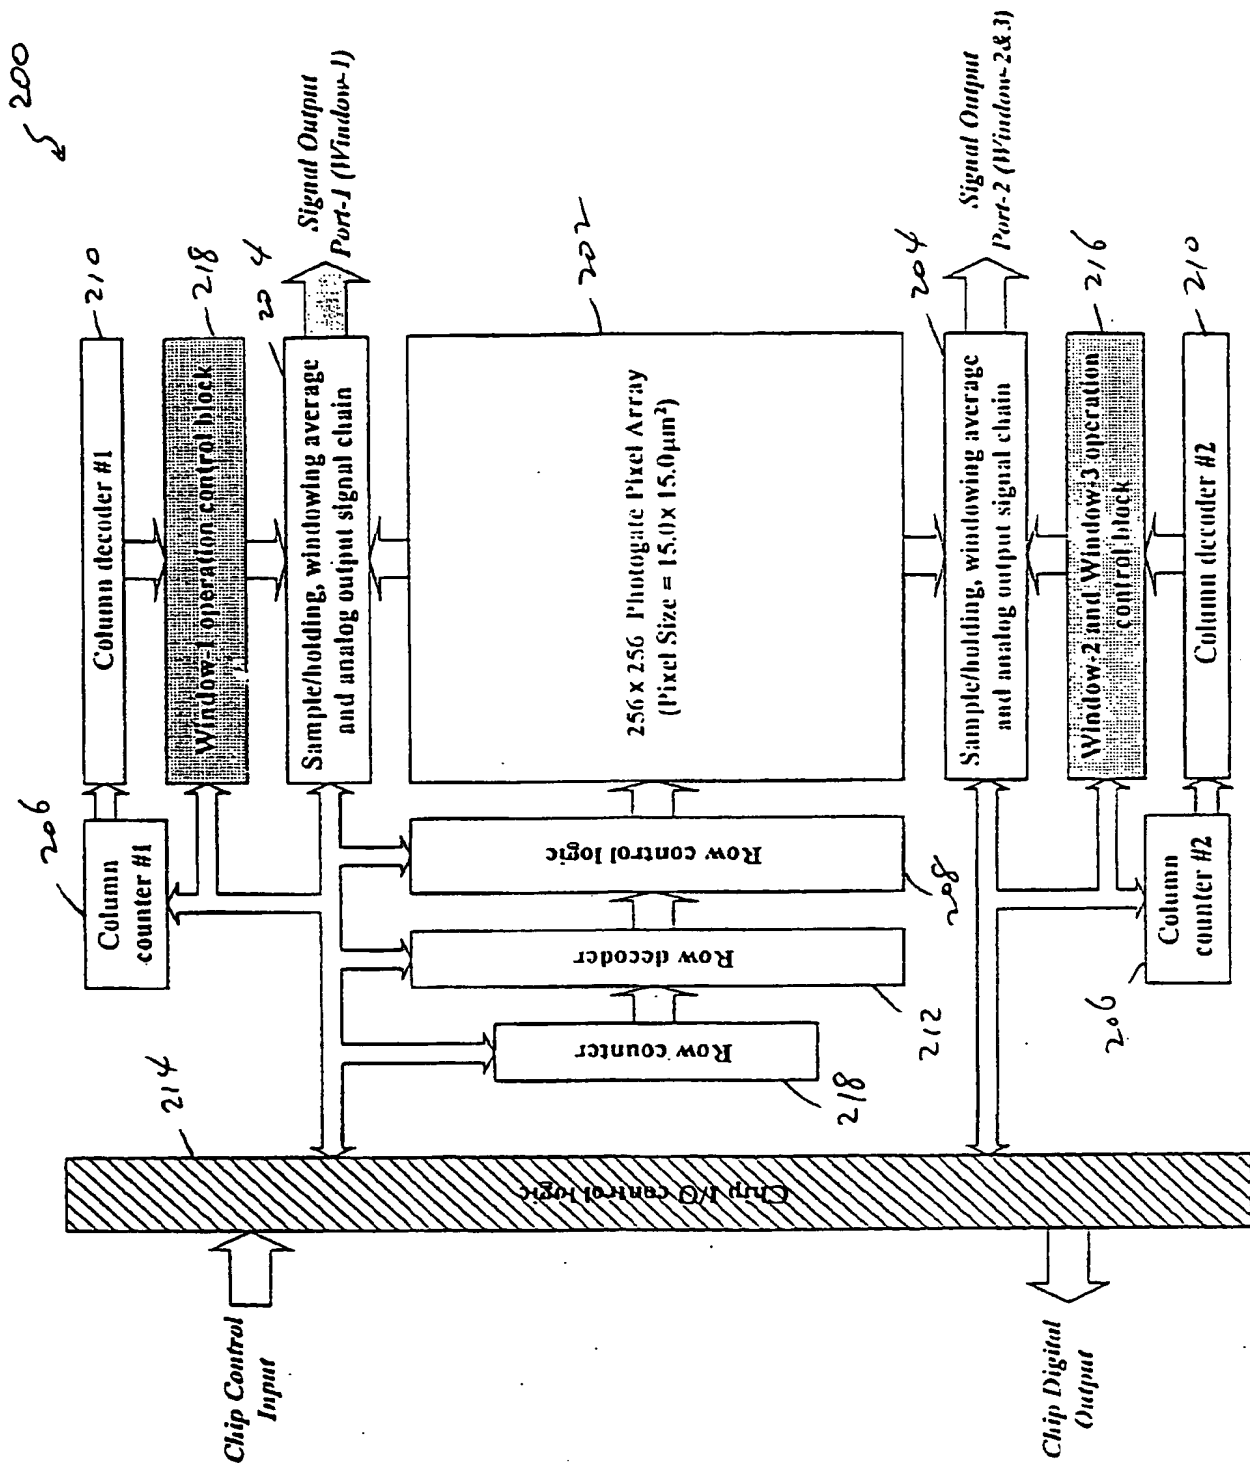 200
210
Column decoder #1
206
Column
counter #1
218
Window-1 operation control block
204
Sample/holding, windowing average
and analog output signal chain
Signal Output
Port-1 (Window-1)
202
256 x 256 Photogate Pixel Array
(Pixel Size = 15.0 x 15.0µm²)
Row control logic
208
Row decoder
212
Row counter
218
214
Chip I/O control logic
Chip Control
Input
Chip Digital
Output
204
Sample/holding, windowing average
and analog output signal chain
Signal Output
Port-2 (Window-2&3)
216
Window-2 and Window-3 operation
control block
210
Column decoder #2
206
Column
counter #2